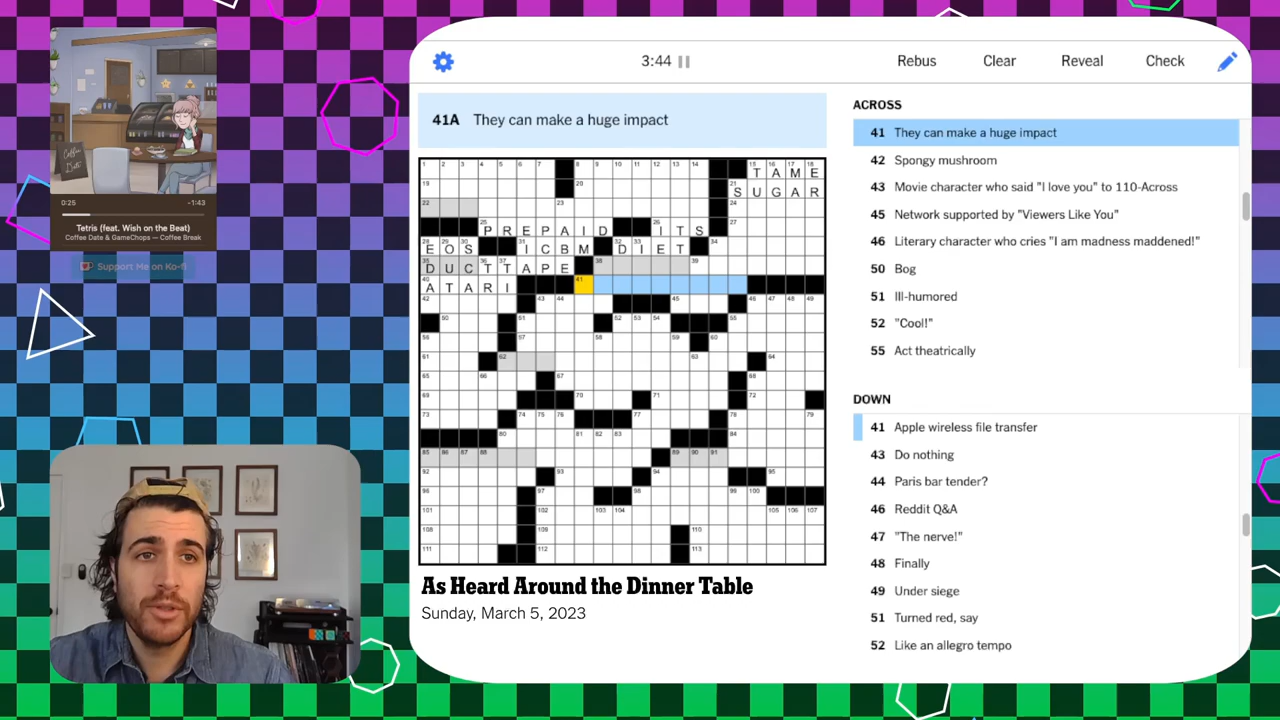 3:44
Rebus
Clear
Reveal
Check
41A They can make a huge impact
TAME
SUGAR
PREPAID
ITS
EOS
ICBM
DIET
DUCTTAPE
ATARI
As Heard Around the Dinner Table
Sunday, March 5, 2023
ACROSS
41 They can make a huge impact
42 Spongy mushroom
43 Movie character who said "I love you" to 110-Across
45 Network supported by "Viewers Like You"
46 Literary character who cries "I am madness maddened!"
50 Bog
51 Ill-humored
52 "Cool!"
55 Act theatrically
DOWN
41 Apple wireless file transfer
43 Do nothing
44 Paris bar tender?
46 Reddit Q&A
47 "The nerve!"
48 Finally
49 Under siege
51 Turned red, say
52 Like an allegro tempo
0:25
-1:43
Tetris (feat. Wish on the Beat)
Coffee Date & GameChops — Coffee Break
Support Me on Ko-fi